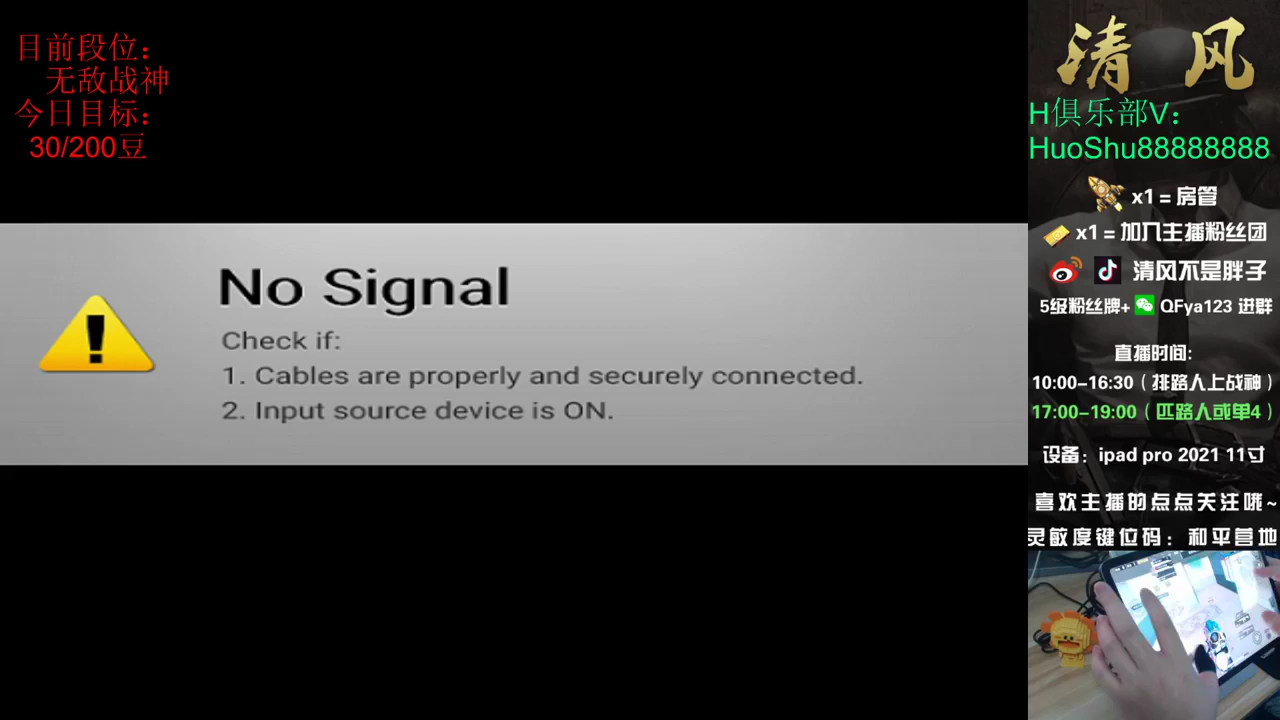 目前段位：
无敌战神
今日目标：
30/200豆
No Signal
Check if:
1. Cables are properly and securely connected.
2. Input source device is ON.
清 风
H俱乐部V：
HuoShu88888888
x1 = 房管
x1 = 加入主播粉丝团
清风不是胖子
5级粉丝牌+ QFya123 进群
直播时间:
10:00-16:30（排路人上战神）
17:00-19:00（匹路人或单4）
设备：ipad pro 2021 11寸
喜欢主播的点点关注哦~
灵敏度键位码：和平营地